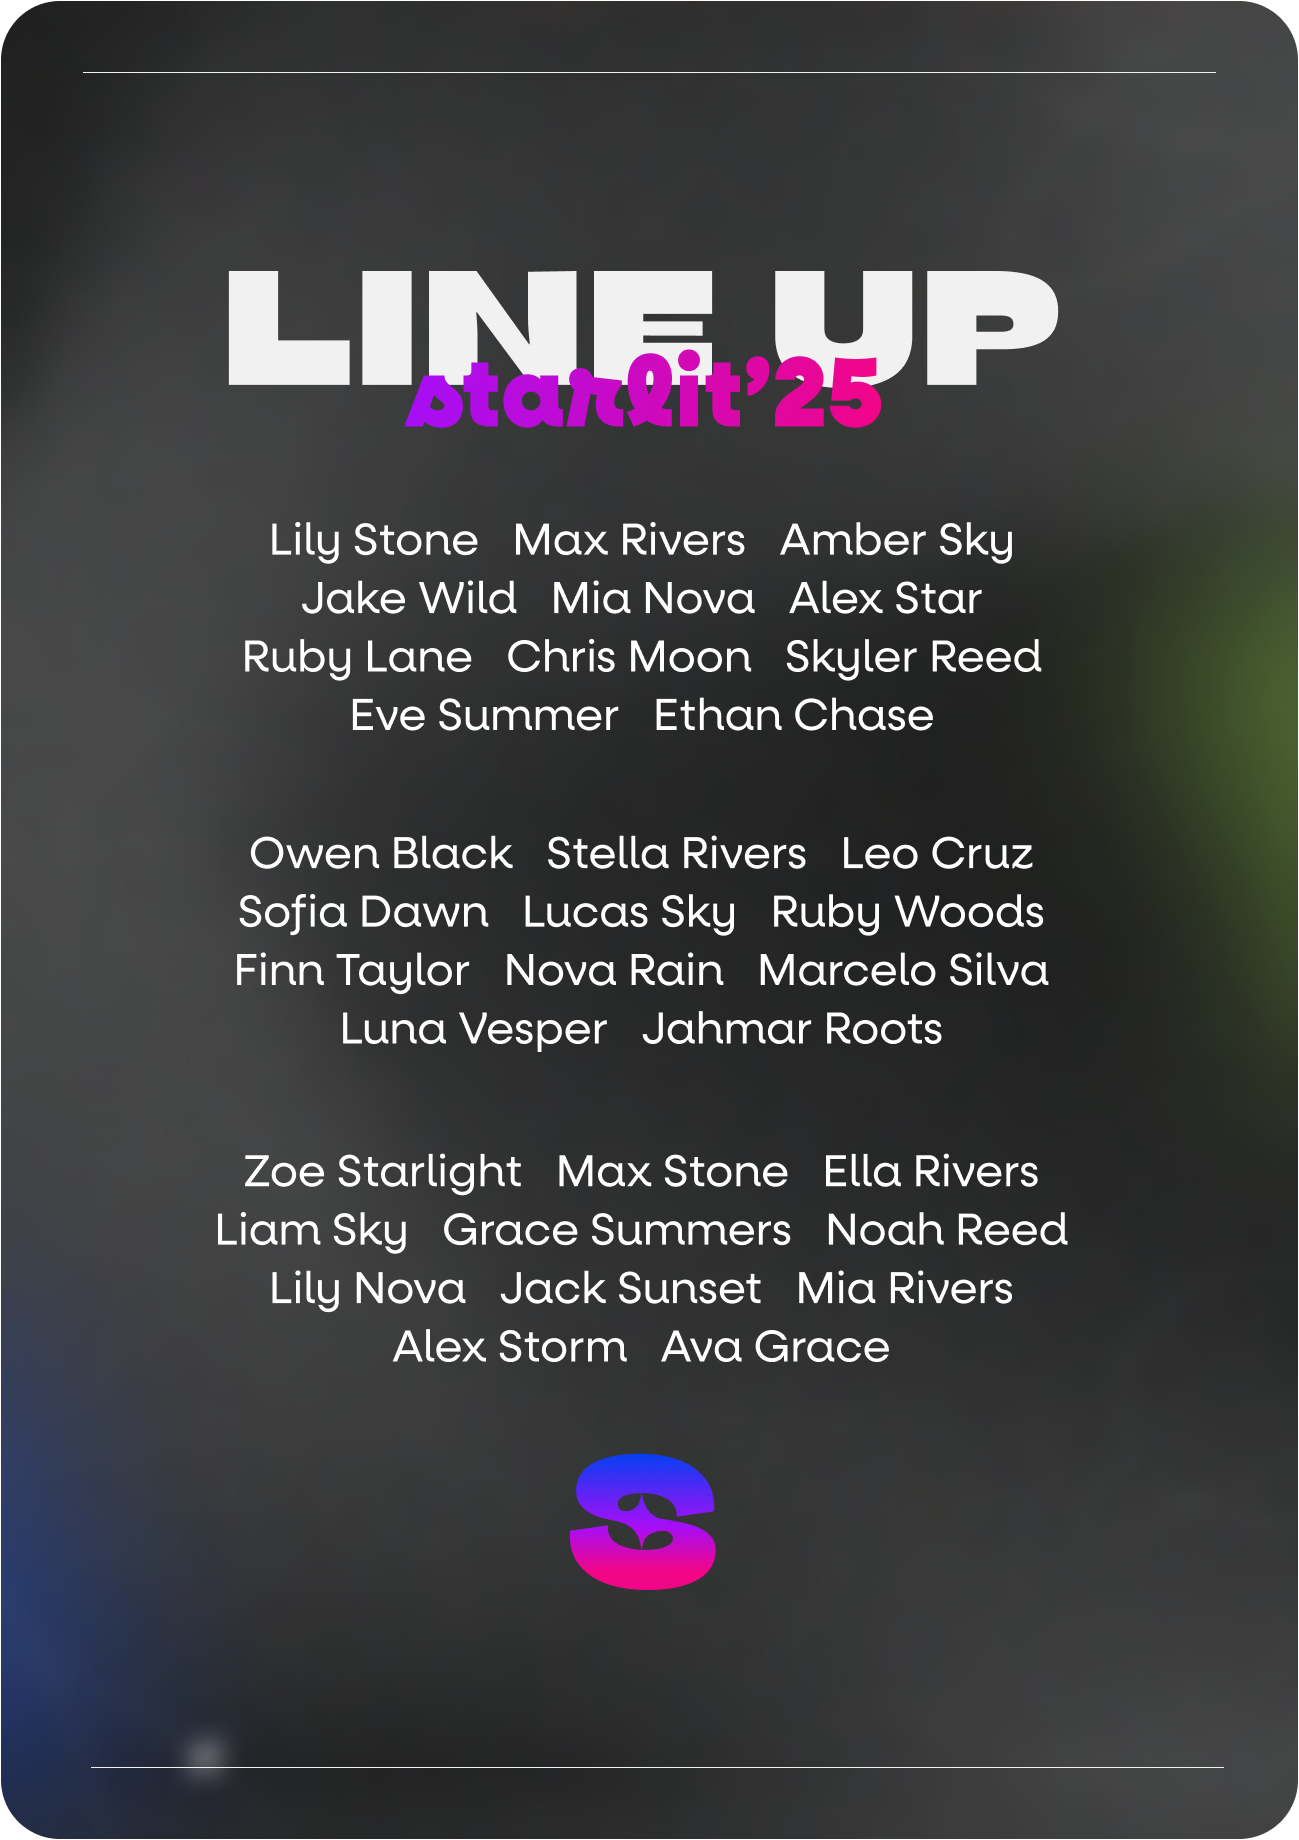 LINE UP
starlit’25
Lily Stone Max Rivers Amber Sky
Jake Wild Mia Nova Alex Star
Ruby Lane Chris Moon Skyler Reed
Eve Summer Ethan Chase
Owen Black Stella Rivers Leo Cruz
Sofia Dawn Lucas Sky Ruby Woods
Finn Taylor Nova Rain Marcelo Silva
Luna Vesper Jahmar Roots
Zoe Starlight Max Stone Ella Rivers
Liam Sky Grace Summers Noah Reed
Lily Nova Jack Sunset Mia Rivers
Alex Storm Ava Grace
S